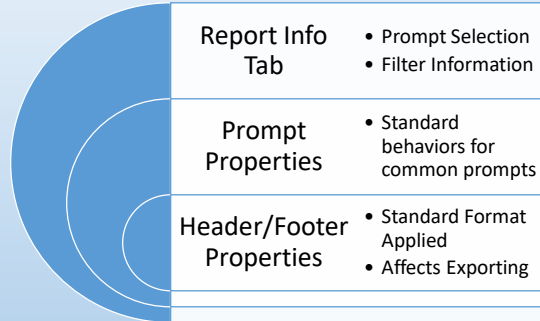 Report Info
Tab
• Prompt Selection
• Filter Information
Prompt
Properties
• Standard
behaviors for
common prompts
Header/Footer
Properties
• Standard Format
Applied
• Affects Exporting